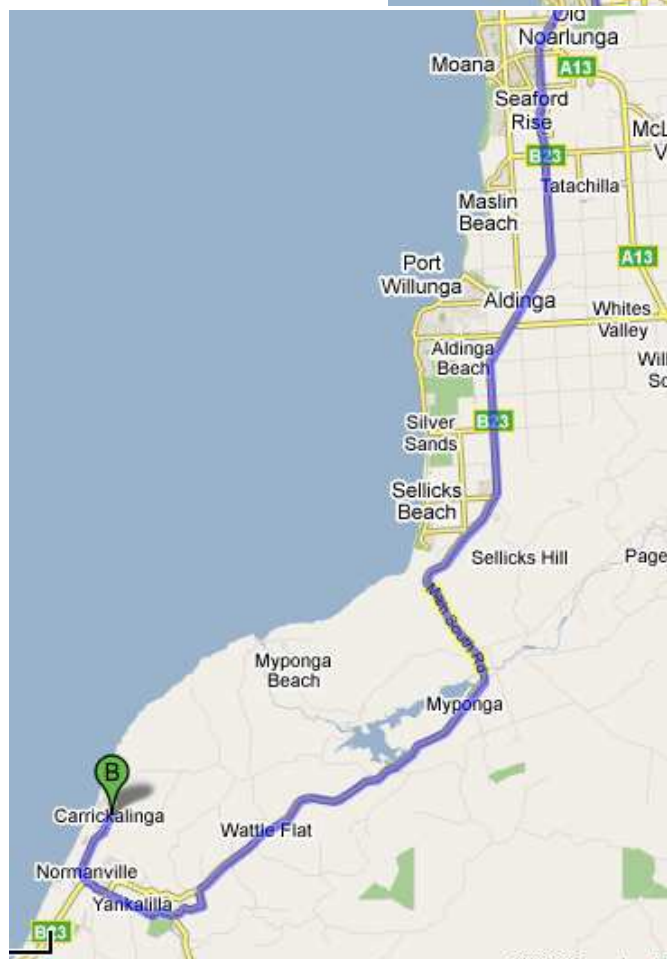 Old
Noarlunga
Moana
A13
Seaford
Rise
McL
V
B23
Tatachilla
Maslin
Beach
A13
Port
Willunga
Aldinga
Whites
Valley
Aldinga
Beach
Will
Sc
Silver
Sands
B23
Sellicks
Beach
Sellicks Hill
Page
Main South Rd
Myponga
Beach
Myponga
B
Carrickalinga
Wattle Flat
Normanville
Yankalilla
B23